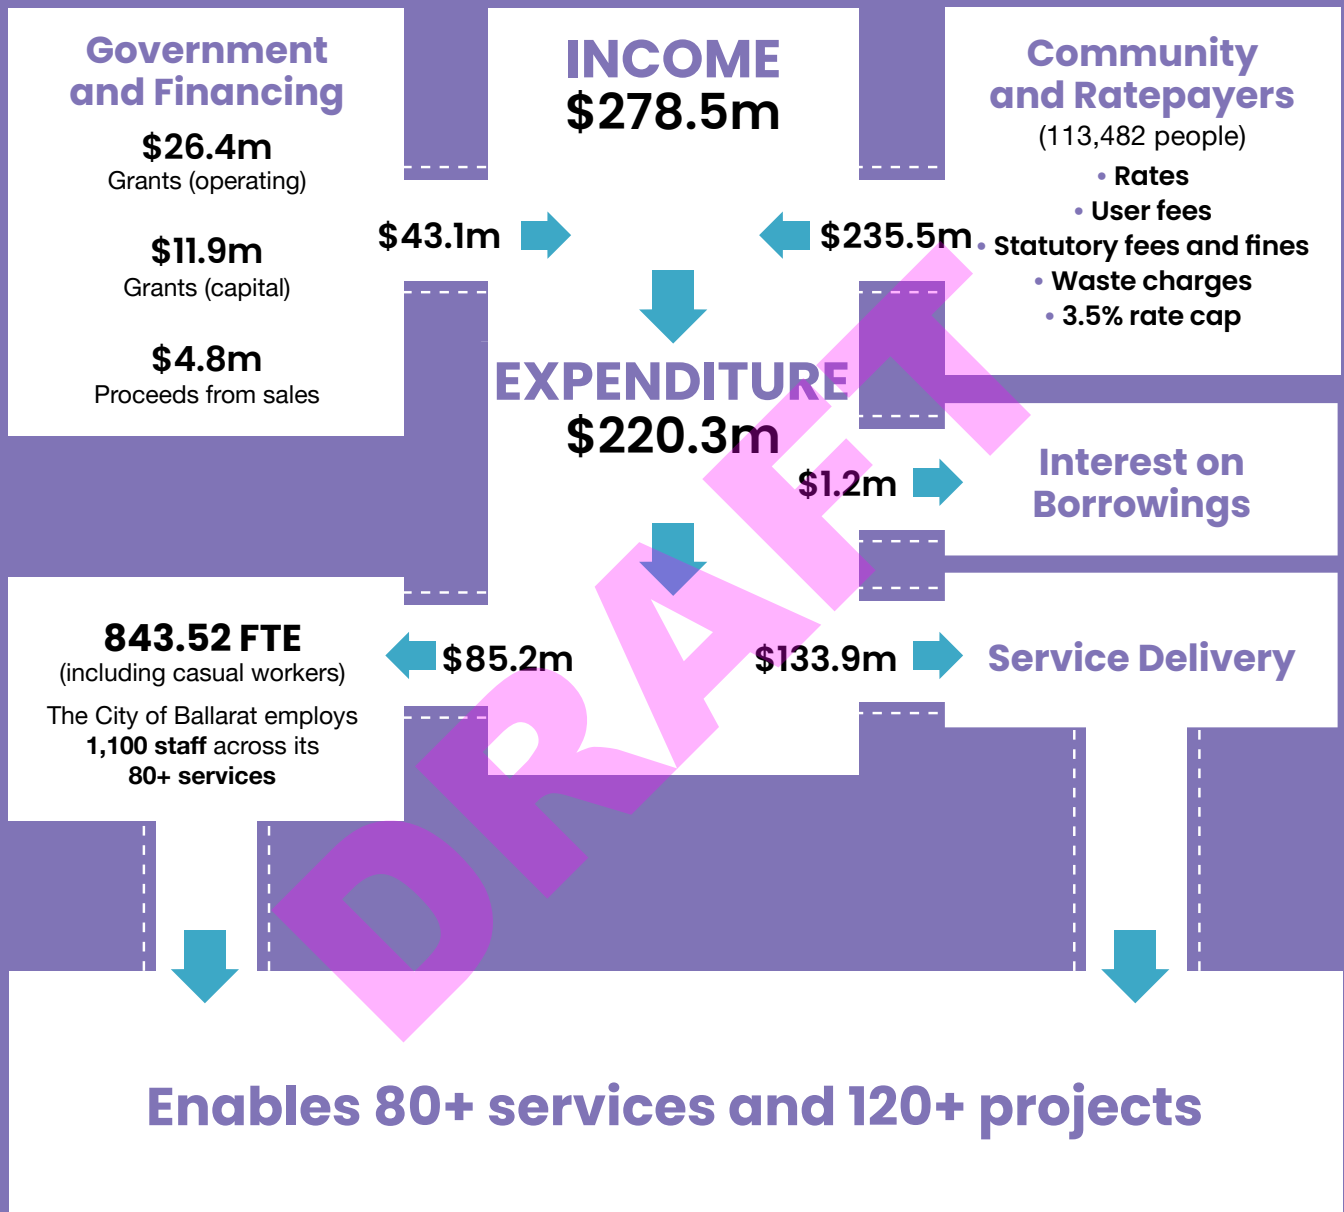 Government
and Financing
$26.4m
Grants (operating)
$11.9m
Grants (capital)
$4.8m
Proceeds from sales
$43.1m
INCOME
$278.5m
$235.5m
Community
and Ratepayers
(113,482 people)
• Rates
• User fees
• Statutory fees and fines
• Waste charges
• 3.5% rate cap
EXPENDITURE
$220.3m
$1.2m
Interest on
Borrowings
843.52 FTE
(including casual workers)
The City of Ballarat employs
1,100 staff across its
80+ services
$85.2m
$133.9m
Service Delivery
DRAFT
Enables 80+ services and 120+ projects